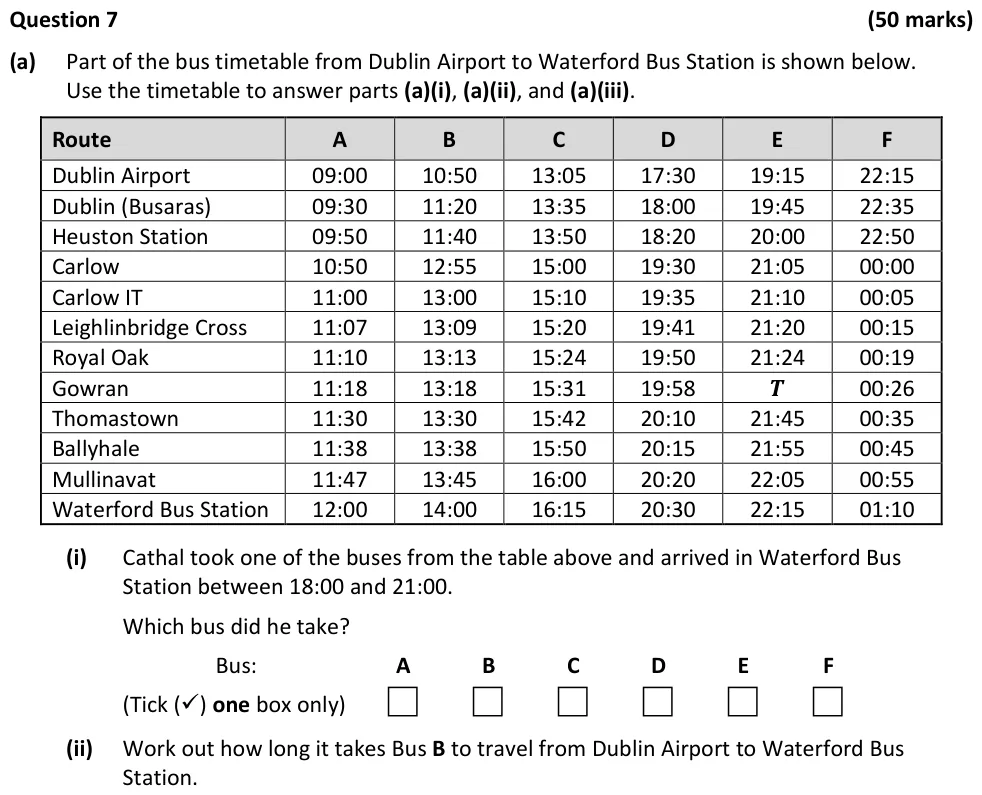 Question 7 (50 marks)
(a) Part of the bus timetable from Dublin Airport to Waterford Bus Station is shown below.
Use the timetable to answer parts (a)(i), (a)(ii), and (a)(iii).
Route A B C D E F
Dublin Airport 09:00 10:50 13:05 17:30 19:15 22:15
Dublin (Busaras) 09:30 11:20 13:35 18:00 19:45 22:35
Heuston Station 09:50 11:40 13:50 18:20 20:00 22:50
Carlow 10:50 12:55 15:00 19:30 21:05 00:00
Carlow IT 11:00 13:00 15:10 19:35 21:10 00:05
Leighlinbridge Cross 11:07 13:09 15:20 19:41 21:20 00:15
Royal Oak 11:10 13:13 15:24 19:50 21:24 00:19
Gowran 11:18 13:18 15:31 19:58 T 00:26
Thomastown 11:30 13:30 15:42 20:10 21:45 00:35
Ballyhale 11:38 13:38 15:50 20:15 21:55 00:45
Mullinavat 11:47 13:45 16:00 20:20 22:05 00:55
Waterford Bus Station 12:00 14:00 16:15 20:30 22:15 01:10
(i) Cathal took one of the buses from the table above and arrived in Waterford Bus
Station between 18:00 and 21:00.
Which bus did he take?
Bus: A B C D E F
(Tick (✓) one box only)
(ii) Work out how long it takes Bus B to travel from Dublin Airport to Waterford Bus
Station.